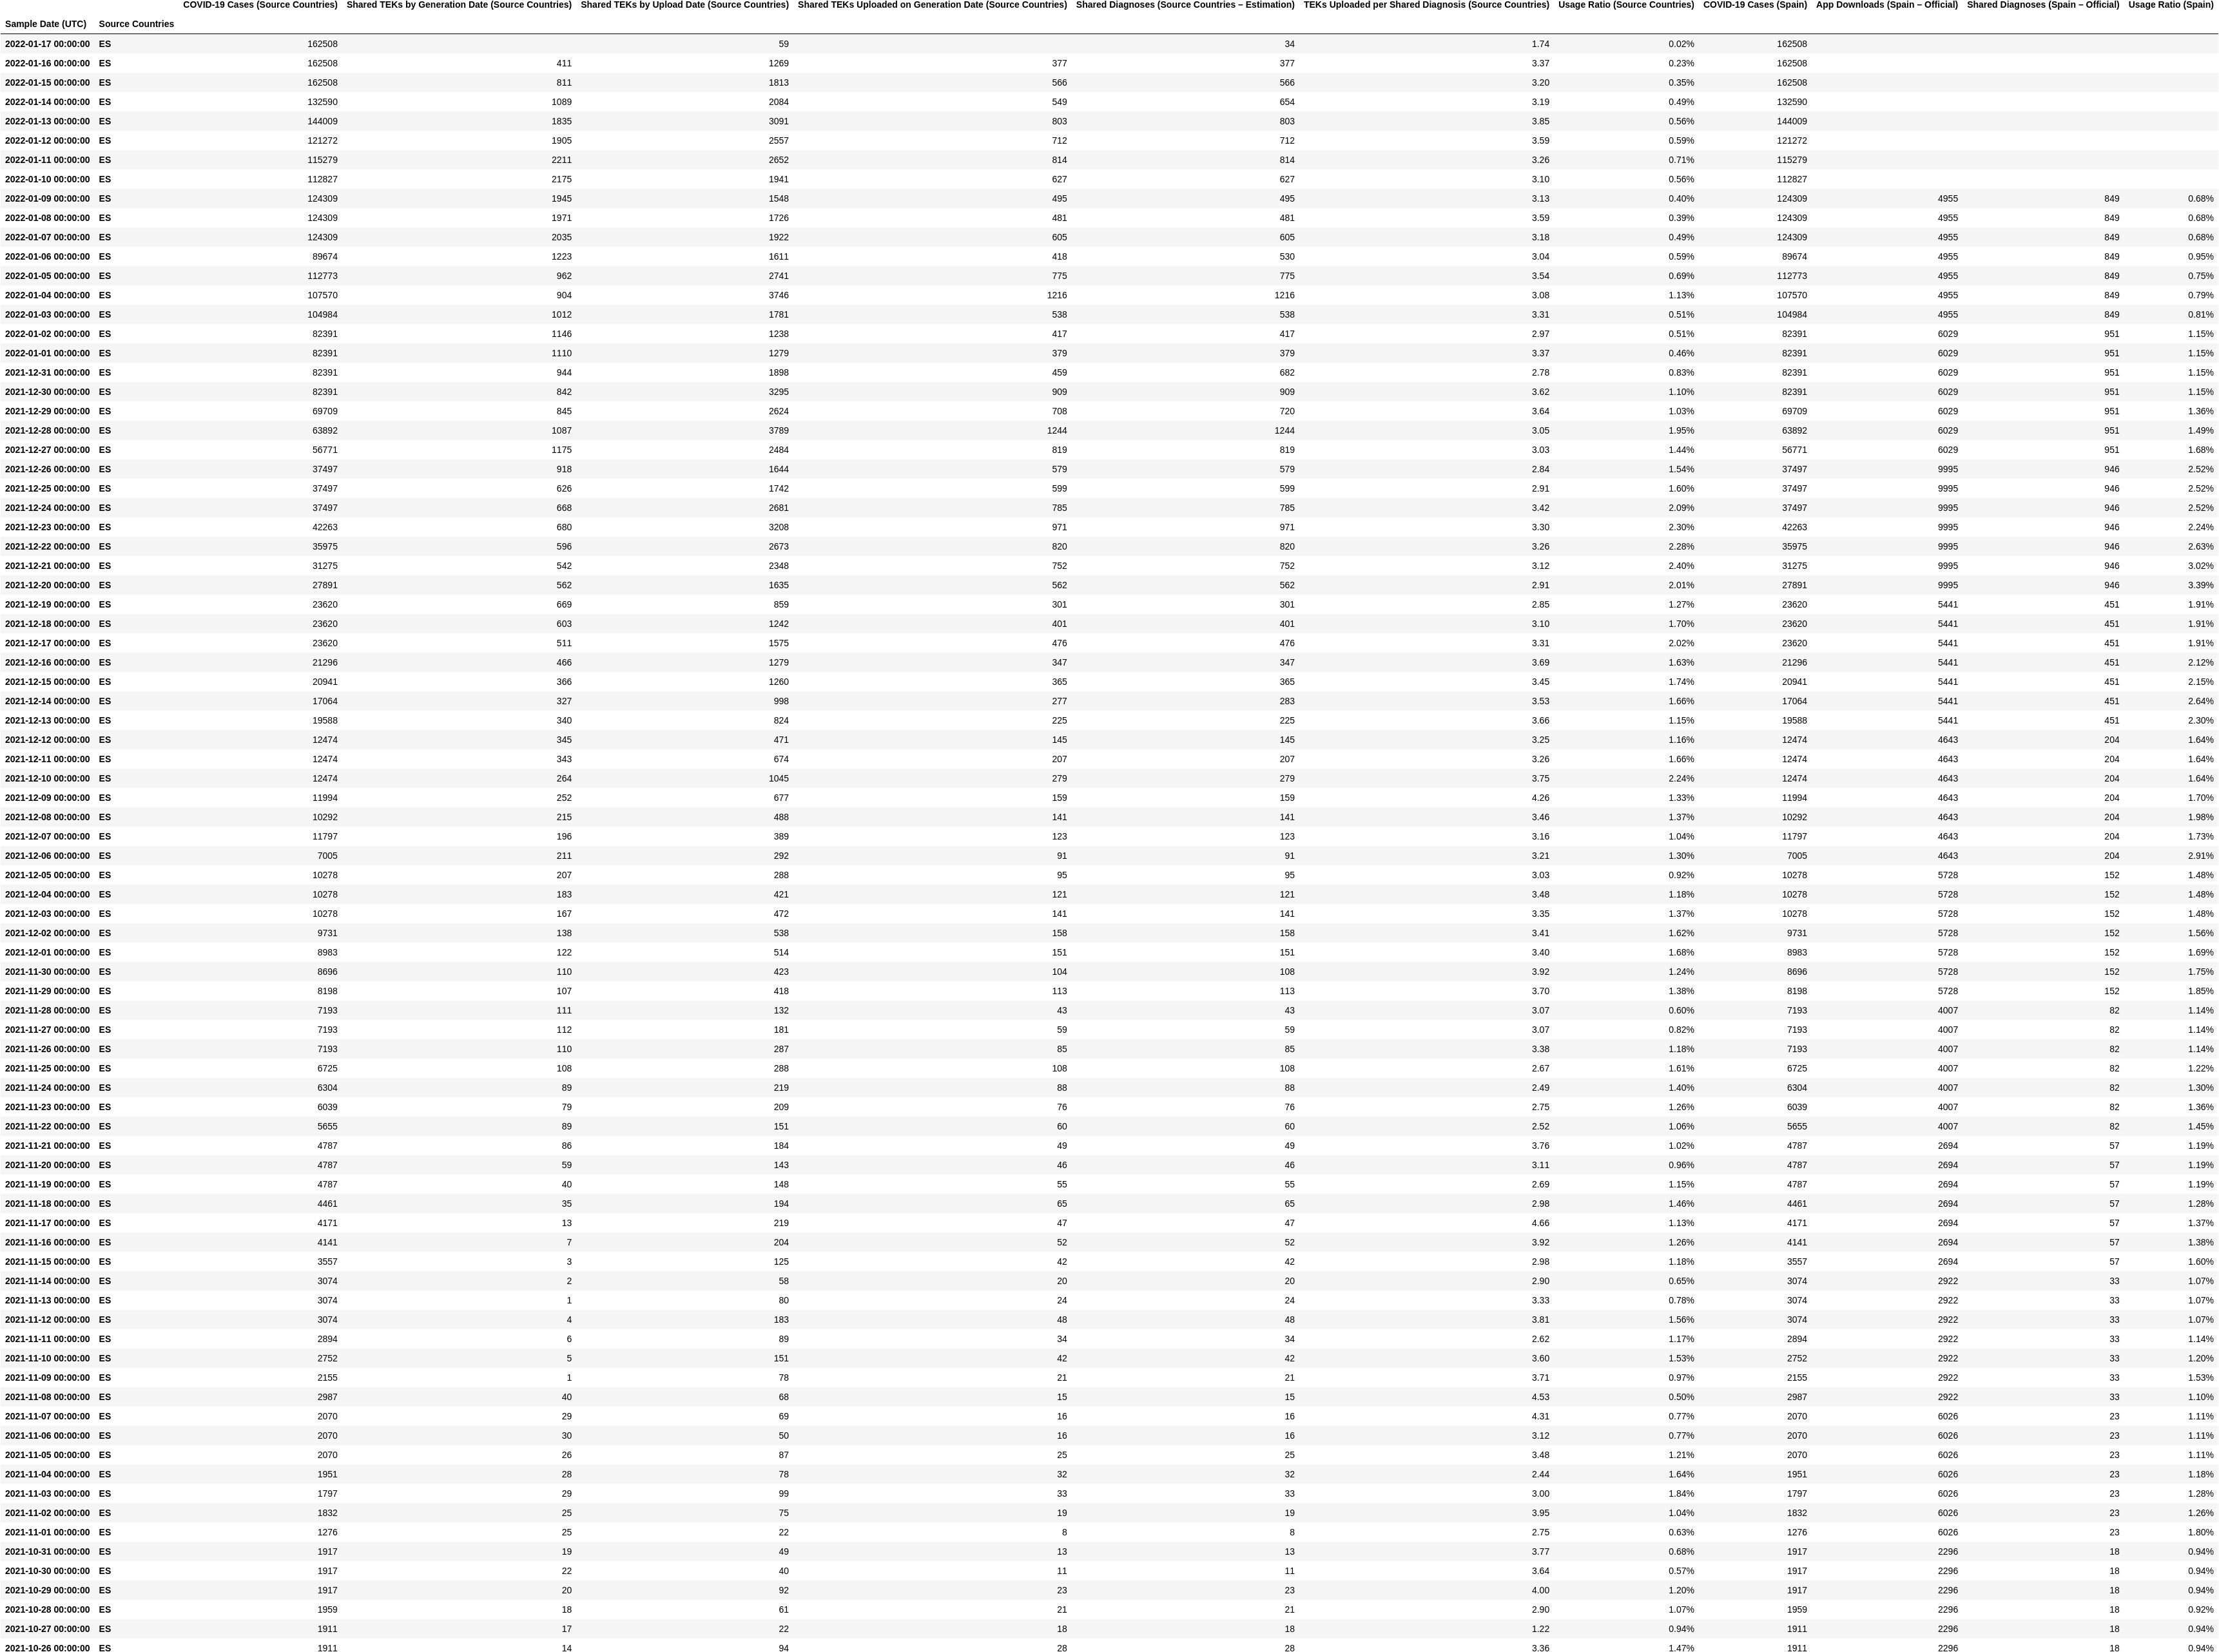 COVID-19 Cases (Source Countries) Shared TEKs by Generation Date (Source Countries) Shared TEKs by Upload Date (Source Countries) Shared TEKs Uploaded on Generation Date (Source Countries) Shared Diagnoses (Source Countries – Estimation) TEKs Uploaded per Shared Diagnosis (Source Countries) Usage Ratio (Source Countries) COVID-19 Cases (Spain) App Downloads (Spain – Official) Shared Diagnoses (Spain – Official) Usage Ratio (Spain)
Sample Date (UTC) Source Countries
2022-01-17 00:00:00 ES 162508 59 34 1.74 0.02% 162508
2022-01-16 00:00:00 ES 162508 411 1269 377 377 3.37 0.23% 162508
2022-01-15 00:00:00 ES 162508 811 1813 566 566 3.20 0.35% 162508
2022-01-14 00:00:00 ES 132590 1089 2084 549 654 3.19 0.49% 132590
2022-01-13 00:00:00 ES 144009 1835 3091 803 803 3.85 0.56% 144009
2022-01-12 00:00:00 ES 121272 1905 2557 712 712 3.59 0.59% 121272
2022-01-11 00:00:00 ES 115279 2211 2652 814 814 3.26 0.71% 115279
2022-01-10 00:00:00 ES 112827 2175 1941 627 627 3.10 0.56% 112827
2022-01-09 00:00:00 ES 124309 1945 1548 495 495 3.13 0.40% 124309 4955 849 0.68%
2022-01-08 00:00:00 ES 124309 1971 1726 481 481 3.59 0.39% 124309 4955 849 0.68%
2022-01-07 00:00:00 ES 124309 2035 1922 605 605 3.18 0.49% 124309 4955 849 0.68%
2022-01-06 00:00:00 ES 89674 1223 1611 418 530 3.04 0.59% 89674 4955 849 0.95%
2022-01-05 00:00:00 ES 112773 962 2741 775 775 3.54 0.69% 112773 4955 849 0.75%
2022-01-04 00:00:00 ES 107570 904 3746 1216 1216 3.08 1.13% 107570 4955 849 0.79%
2022-01-03 00:00:00 ES 104984 1012 1781 538 538 3.31 0.51% 104984 4955 849 0.81%
2022-01-02 00:00:00 ES 82391 1146 1238 417 417 2.97 0.51% 82391 6029 951 1.15%
2022-01-01 00:00:00 ES 82391 1110 1279 379 379 3.37 0.46% 82391 6029 951 1.15%
2021-12-31 00:00:00 ES 82391 944 1898 459 682 2.78 0.83% 82391 6029 951 1.15%
2021-12-30 00:00:00 ES 82391 842 3295 909 909 3.62 1.10% 82391 6029 951 1.15%
2021-12-29 00:00:00 ES 69709 845 2624 708 720 3.64 1.03% 69709 6029 951 1.36%
2021-12-28 00:00:00 ES 63892 1087 3789 1244 1244 3.05 1.95% 63892 6029 951 1.49%
2021-12-27 00:00:00 ES 56771 1175 2484 819 819 3.03 1.44% 56771 6029 951 1.68%
2021-12-26 00:00:00 ES 37497 918 1644 579 579 2.84 1.54% 37497 9995 946 2.52%
2021-12-25 00:00:00 ES 37497 626 1742 599 599 2.91 1.60% 37497 9995 946 2.52%
2021-12-24 00:00:00 ES 37497 668 2681 785 785 3.42 2.09% 37497 9995 946 2.52%
2021-12-23 00:00:00 ES 42263 680 3208 971 971 3.30 2.30% 42263 9995 946 2.24%
2021-12-22 00:00:00 ES 35975 596 2673 820 820 3.26 2.28% 35975 9995 946 2.63%
2021-12-21 00:00:00 ES 31275 542 2348 752 752 3.12 2.40% 31275 9995 946 3.02%
2021-12-20 00:00:00 ES 27891 562 1635 562 562 2.91 2.01% 27891 9995 946 3.39%
2021-12-19 00:00:00 ES 23620 669 859 301 301 2.85 1.27% 23620 5441 451 1.91%
2021-12-18 00:00:00 ES 23620 603 1242 401 401 3.10 1.70% 23620 5441 451 1.91%
2021-12-17 00:00:00 ES 23620 511 1575 476 476 3.31 2.02% 23620 5441 451 1.91%
2021-12-16 00:00:00 ES 21296 466 1279 347 347 3.69 1.63% 21296 5441 451 2.12%
2021-12-15 00:00:00 ES 20941 366 1260 365 365 3.45 1.74% 20941 5441 451 2.15%
2021-12-14 00:00:00 ES 17064 327 998 277 283 3.53 1.66% 17064 5441 451 2.64%
2021-12-13 00:00:00 ES 19588 340 824 225 225 3.66 1.15% 19588 5441 451 2.30%
2021-12-12 00:00:00 ES 12474 345 471 145 145 3.25 1.16% 12474 4643 204 1.64%
2021-12-11 00:00:00 ES 12474 343 674 207 207 3.26 1.66% 12474 4643 204 1.64%
2021-12-10 00:00:00 ES 12474 264 1045 279 279 3.75 2.24% 12474 4643 204 1.64%
2021-12-09 00:00:00 ES 11994 252 677 159 159 4.26 1.33% 11994 4643 204 1.70%
2021-12-08 00:00:00 ES 10292 215 488 141 141 3.46 1.37% 10292 4643 204 1.98%
2021-12-07 00:00:00 ES 11797 196 389 123 123 3.16 1.04% 11797 4643 204 1.73%
2021-12-06 00:00:00 ES 7005 211 292 91 91 3.21 1.30% 7005 4643 204 2.91%
2021-12-05 00:00:00 ES 10278 207 288 95 95 3.03 0.92% 10278 5728 152 1.48%
2021-12-04 00:00:00 ES 10278 183 421 121 121 3.48 1.18% 10278 5728 152 1.48%
2021-12-03 00:00:00 ES 10278 167 472 141 141 3.35 1.37% 10278 5728 152 1.48%
2021-12-02 00:00:00 ES 9731 138 538 158 158 3.41 1.62% 9731 5728 152 1.56%
2021-12-01 00:00:00 ES 8983 122 514 151 151 3.40 1.68% 8983 5728 152 1.69%
2021-11-30 00:00:00 ES 8696 110 423 104 108 3.92 1.24% 8696 5728 152 1.75%
2021-11-29 00:00:00 ES 8198 107 418 113 113 3.70 1.38% 8198 5728 152 1.85%
2021-11-28 00:00:00 ES 7193 111 132 43 43 3.07 0.60% 7193 4007 82 1.14%
2021-11-27 00:00:00 ES 7193 112 181 59 59 3.07 0.82% 7193 4007 82 1.14%
2021-11-26 00:00:00 ES 7193 110 287 85 85 3.38 1.18% 7193 4007 82 1.14%
2021-11-25 00:00:00 ES 6725 108 288 108 108 2.67 1.61% 6725 4007 82 1.22%
2021-11-24 00:00:00 ES 6304 89 219 88 88 2.49 1.40% 6304 4007 82 1.30%
2021-11-23 00:00:00 ES 6039 79 209 76 76 2.75 1.26% 6039 4007 82 1.36%
2021-11-22 00:00:00 ES 5655 89 151 60 60 2.52 1.06% 5655 4007 82 1.45%
2021-11-21 00:00:00 ES 4787 86 184 49 49 3.76 1.02% 4787 2694 57 1.19%
2021-11-20 00:00:00 ES 4787 59 143 46 46 3.11 0.96% 4787 2694 57 1.19%
2021-11-19 00:00:00 ES 4787 40 148 55 55 2.69 1.15% 4787 2694 57 1.19%
2021-11-18 00:00:00 ES 4461 35 194 65 65 2.98 1.46% 4461 2694 57 1.28%
2021-11-17 00:00:00 ES 4171 13 219 47 47 4.66 1.13% 4171 2694 57 1.37%
2021-11-16 00:00:00 ES 4141 7 204 52 52 3.92 1.26% 4141 2694 57 1.38%
2021-11-15 00:00:00 ES 3557 3 125 42 42 2.98 1.18% 3557 2694 57 1.60%
2021-11-14 00:00:00 ES 3074 2 58 20 20 2.90 0.65% 3074 2922 33 1.07%
2021-11-13 00:00:00 ES 3074 1 80 24 24 3.33 0.78% 3074 2922 33 1.07%
2021-11-12 00:00:00 ES 3074 4 183 48 48 3.81 1.56% 3074 2922 33 1.07%
2021-11-11 00:00:00 ES 2894 6 89 34 34 2.62 1.17% 2894 2922 33 1.14%
2021-11-10 00:00:00 ES 2752 5 151 42 42 3.60 1.53% 2752 2922 33 1.20%
2021-11-09 00:00:00 ES 2155 1 78 21 21 3.71 0.97% 2155 2922 33 1.53%
2021-11-08 00:00:00 ES 2987 40 68 15 15 4.53 0.50% 2987 2922 33 1.10%
2021-11-07 00:00:00 ES 2070 29 69 16 16 4.31 0.77% 2070 6026 23 1.11%
2021-11-06 00:00:00 ES 2070 30 50 16 16 3.12 0.77% 2070 6026 23 1.11%
2021-11-05 00:00:00 ES 2070 26 87 25 25 3.48 1.21% 2070 6026 23 1.11%
2021-11-04 00:00:00 ES 1951 28 78 32 32 2.44 1.64% 1951 6026 23 1.18%
2021-11-03 00:00:00 ES 1797 29 99 33 33 3.00 1.84% 1797 6026 23 1.28%
2021-11-02 00:00:00 ES 1832 25 75 19 19 3.95 1.04% 1832 6026 23 1.26%
2021-11-01 00:00:00 ES 1276 25 22 8 8 2.75 0.63% 1276 6026 23 1.80%
2021-10-31 00:00:00 ES 1917 19 49 13 13 3.77 0.68% 1917 2296 18 0.94%
2021-10-30 00:00:00 ES 1917 22 40 11 11 3.64 0.57% 1917 2296 18 0.94%
2021-10-29 00:00:00 ES 1917 20 92 23 23 4.00 1.20% 1917 2296 18 0.94%
2021-10-28 00:00:00 ES 1959 18 61 21 21 2.90 1.07% 1959 2296 18 0.92%
2021-10-27 00:00:00 ES 1911 17 22 18 18 1.22 0.94% 1911 2296 18 0.94%
2021-10-26 00:00:00 ES 1911 14 94 28 28 3.36 1.47% 1911 2296 18 0.94%